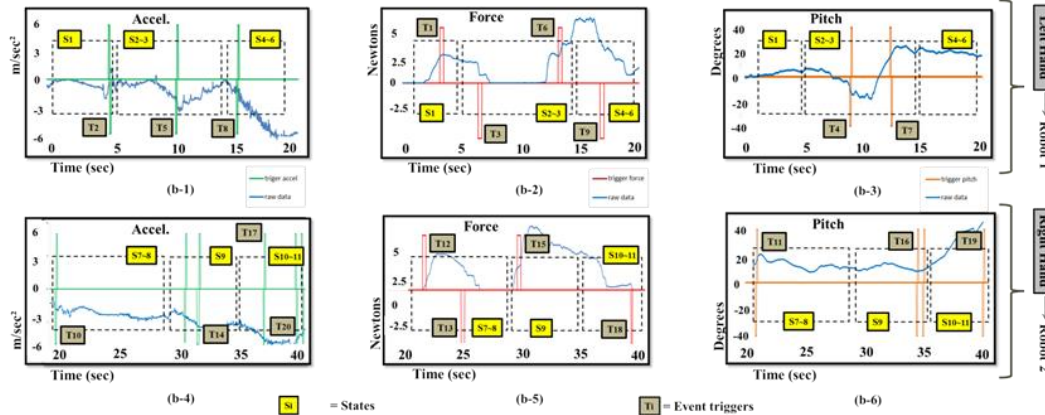 Accel.
m/sec²
6
3
0
-3
-6
S1
S2~3
S4~6
T2
T5
T8
0
5
10
15
20
Time (sec)
(b-1)
triger accel
raw data
Force
Newtons
5
2.5
0
2.5
T1
T6
S1
S2~3
S4~6
T3
T9
0
5
10
15
20
Time (sec)
(b-2)
trigger force
raw data
Pitch
Degrees
40
20
0
-20
40
S1
S2~3
S4~6
T4
T7
0
5
10
15
20
Time (sec)
(b-3)
trigger pitch
raw data
Left Hand
Robot 1
Accel.
m/sec²
6
3
0
-3
-6
T17
S7~8
S9
S10~11
T10
T14
T20
20
25
30
35
40
Time (sec)
(b-4)
Force
Newtons
5
2.5
0
-2.5
T12
T15
S10~11
T13
S7~8
S9
T18
20
25
30
35
40
Time (sec)
(b-5)
Pitch
Degrees
40
20
0
-20
-40
T11
T16
T19
S7~8
S9
S10~11
20
25
30
35
40
Time (sec)
(b-6)
Right Hand
Robot 2
Si = States
Ti = Event triggers